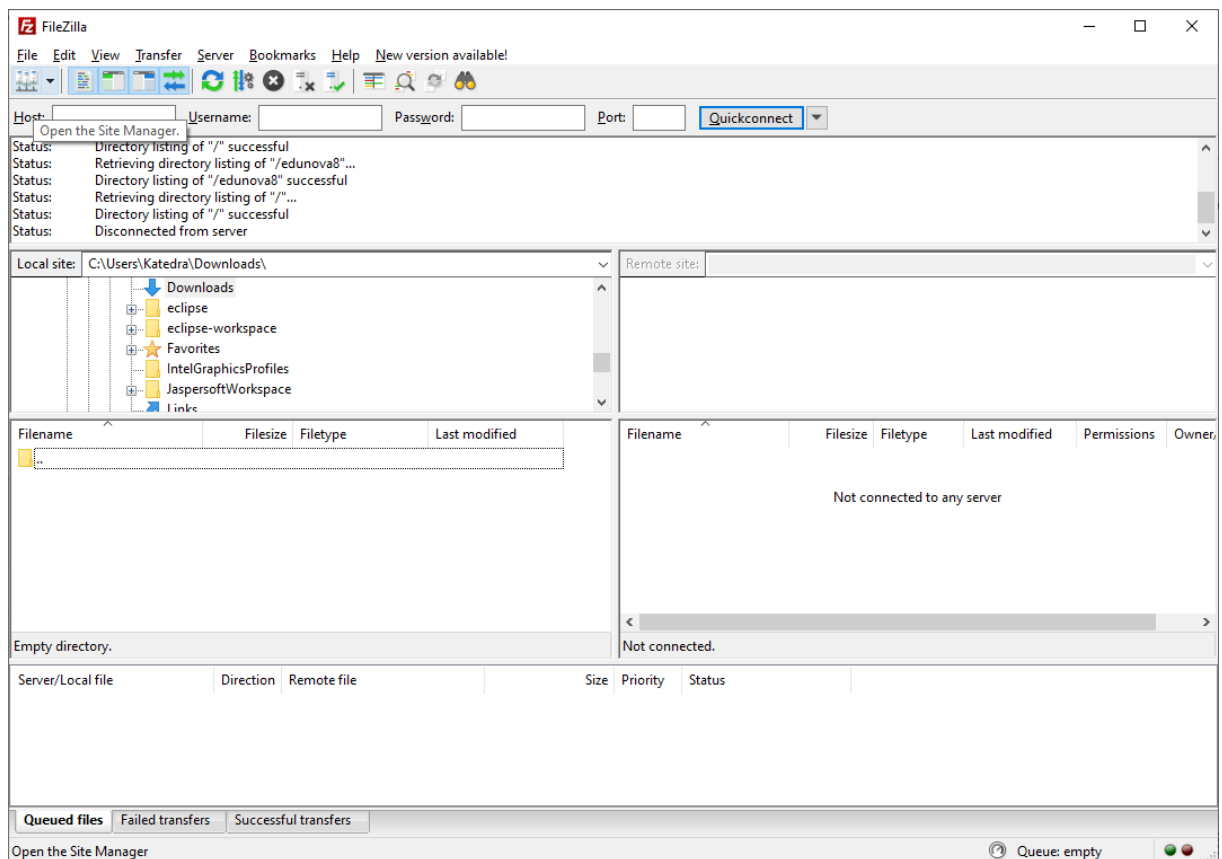 FileZilla
File Edit View Transfer Server Bookmarks Help New version available!
Host: Username: Password: Port: Quickconnect
Open the Site Manager.
Status: Directory listing of "/" successful
Status: Retrieving directory listing of "/edunova8"...
Status: Directory listing of "/edunova8" successful
Status: Retrieving directory listing of "/"...
Status: Directory listing of "/" successful
Status: Disconnected from server
Local site: C:\Users\Katedra\Downloads\
Downloads
eclipse
eclipse-workspace
Favorites
IntelGraphicsProfiles
JaspersoftWorkspace
Links
Remote site:
Filename Filesize Filetype Last modified
..
Empty directory.
Filename Filesize Filetype Last modified Permissions Owner/
Not connected to any server
Not connected.
Server/Local file Direction Remote file Size Priority Status
Queued files Failed transfers Successful transfers
Open the Site Manager Queue: empty